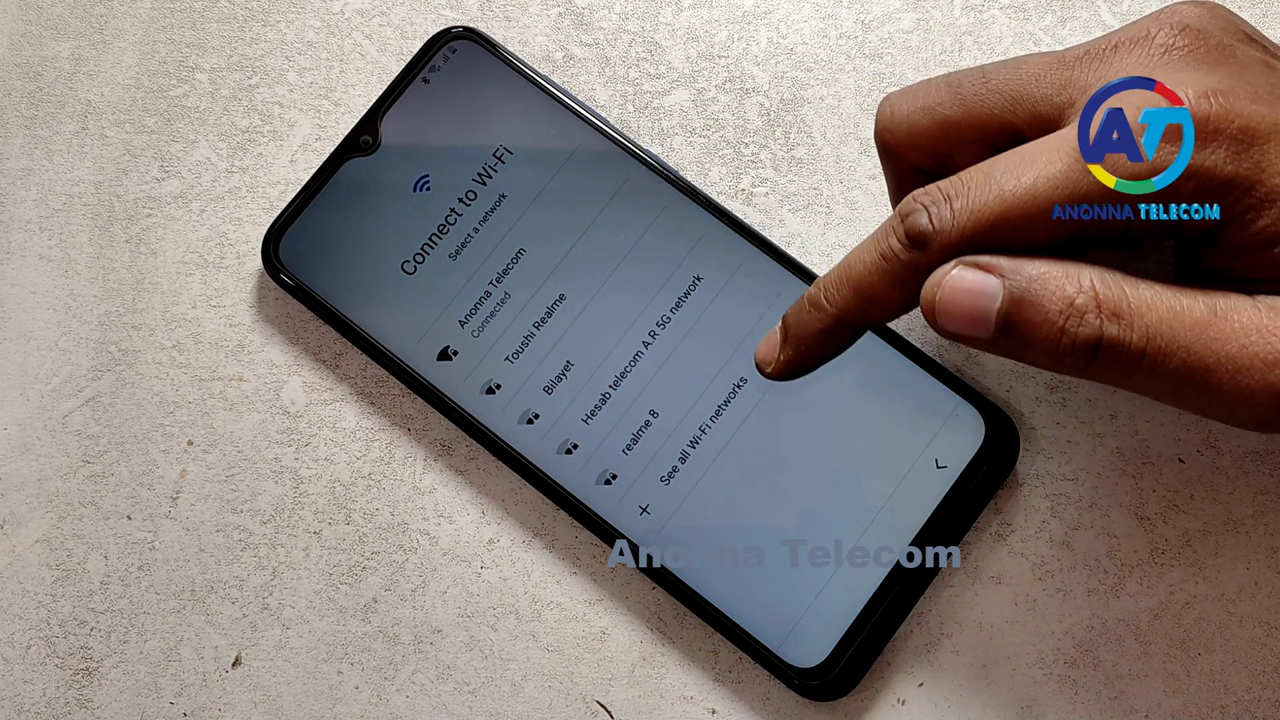 Connect to Wi-Fi
Select a network
Anonna Telecom
Connected
Toushi Realme
Bilayet
Hesab telecom A.R 5G network
realme 8
See all Wi-Fi networks
AT
ANONNA TELECOM
Anonna Telecom